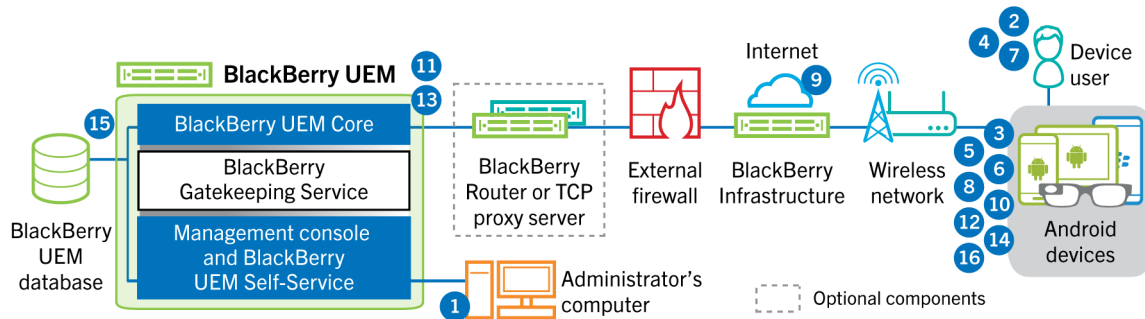 BlackBerry UEM
11
13
15
BlackBerry UEM Core
BlackBerry
Gatekeeping Service
Management console
and BlackBerry
UEM Self-Service
BlackBerry
UEM
database
1
Administrator's
computer
BlackBerry
Router or TCP
proxy server
External
firewall
Internet
9
BlackBerry
Infrastructure
Wireless
network
2
4
7
Device
user
3
5
6
8
10
12
14
16
Android
devices
Optional components